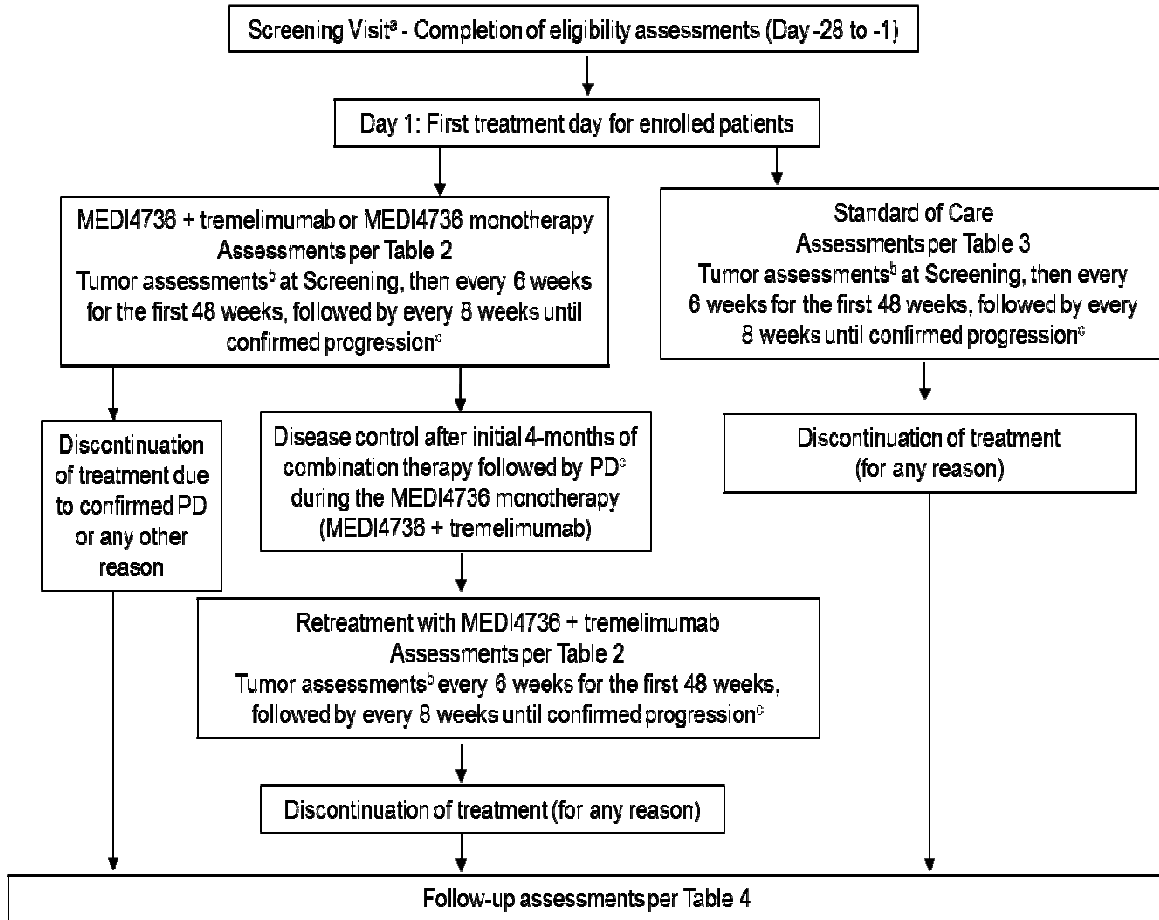 Screening Visitᵃ - Completion of eligibility assessments (Day -28 to -1)
Day 1: First treatment day for enrolled patients
MEDI4736 + tremelimumab or MEDI4736 monotherapy
Assessments per Table 2
Tumor assessmentsᵇ at Screening, then every 6 weeks
for the first 48 weeks, followed by every 8 weeks until
confirmed progressionᶜ
Standard of Care
Assessments per Table 3
Tumor assessmentsᵇ at Screening, then every
6 weeks for the first 48 weeks, followed by every
8 weeks until confirmed progressionᶜ
Discontinuation
of treatment due
to confirmed PD
or any other
reason
Disease control after initial 4-months of
combination therapy followed by PDᶜ
during the MEDI4736 monotherapy
(MEDI4736 + tremelimumab)
Discontinuation of treatment
(for any reason)
Retreatment with MEDI4736 + tremelimumab
Assessments per Table 2
Tumor assessmentsᵇ every 6 weeks for the first 48 weeks,
followed by every 8 weeks until confirmed progressionᶜ
Discontinuation of treatment (for any reason)
Follow-up assessments per Table 4